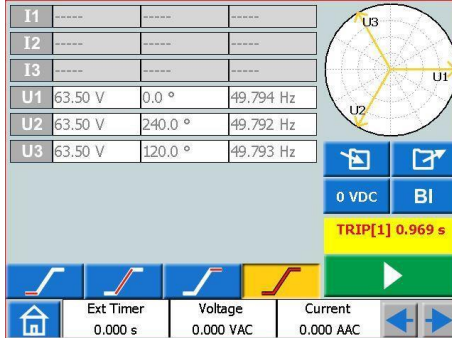 I1 ----- ----- -----
I2 ----- ----- -----
I3 ----- ----- -----
U1 63.50 V 0.0 ° 49.794 Hz
U2 63.50 V 240.0 ° 49.792 Hz
U3 63.50 V 120.0 ° 49.793 Hz
U3
U1
U2
0 VDC BI
TRIP[1] 0.969 s
Ext Timer Voltage Current
0.000 s 0.000 VAC 0.000 AAC